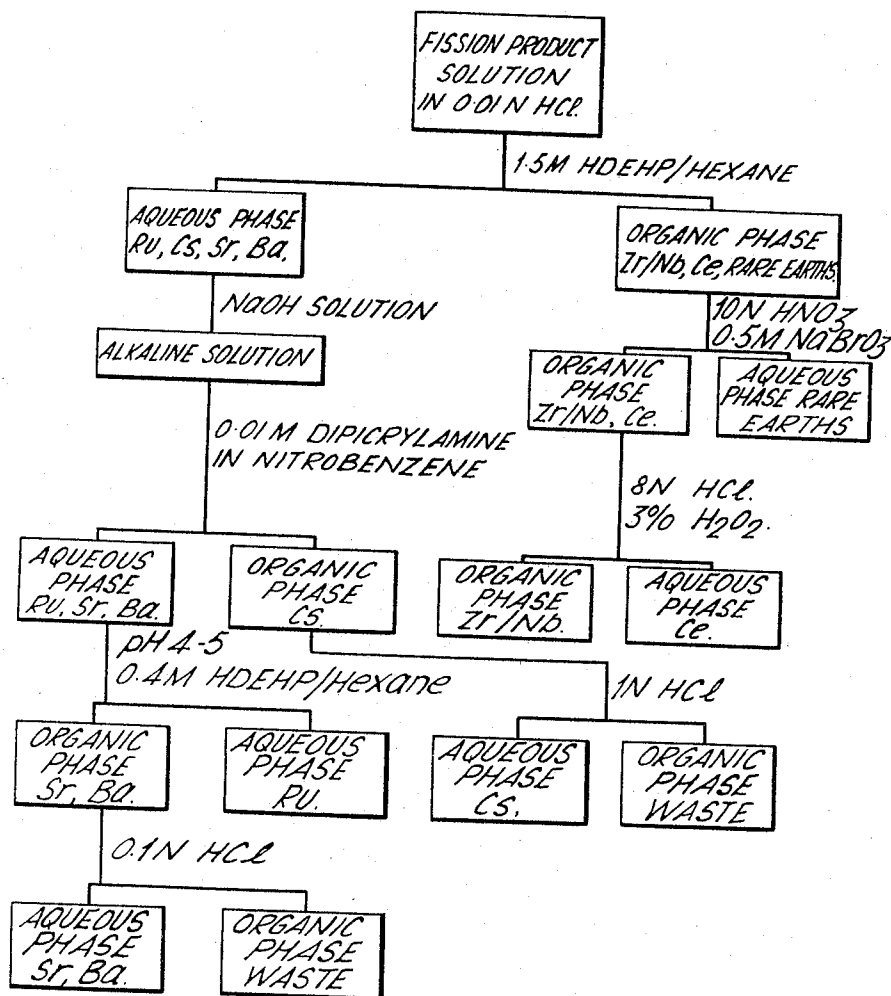 FISSION PRODUCT
SOLUTION
IN 0.01N HCl.
1.5M HDEHP/HEXANE
AQUEOUS PHASE
RU, CS, Sr, Ba,
ORGANIC PHASE
Zr/Nb, Ce, RARE EARTHS.
NaOH SOLUTION
10N HNO3
0.5M NaBrO3
ALKALINE SOLUTION
ORGANIC
PHASE
Zr/Nb, Ce.
AQUEOUS
PHASE RARE
EARTHS
0.01M DIPICRYLAMINE
IN NITROBENZENE
8N HCl.
3% H2O2.
AQUEOUS
PHASE
RU. Sr. Ba.
ORGANIC
PHASE
CS.
ORGANIC
PHASE
Zr/Nb.
AQUEOUS
PHASE
Ce.
pH 4-5
0.4M HDEHP/Hexane
1N HCl
ORGANIC
PHASE
Sr, Ba.
AQUEOUS
PHASE
RU.
AQUEOUS
PHASE
CS.
ORGANIC
PHASE
WASTE
0.1N HCl
AQUEOUS
PHASE
Sr, Ba.
ORGANIC
PHASE
WASTE